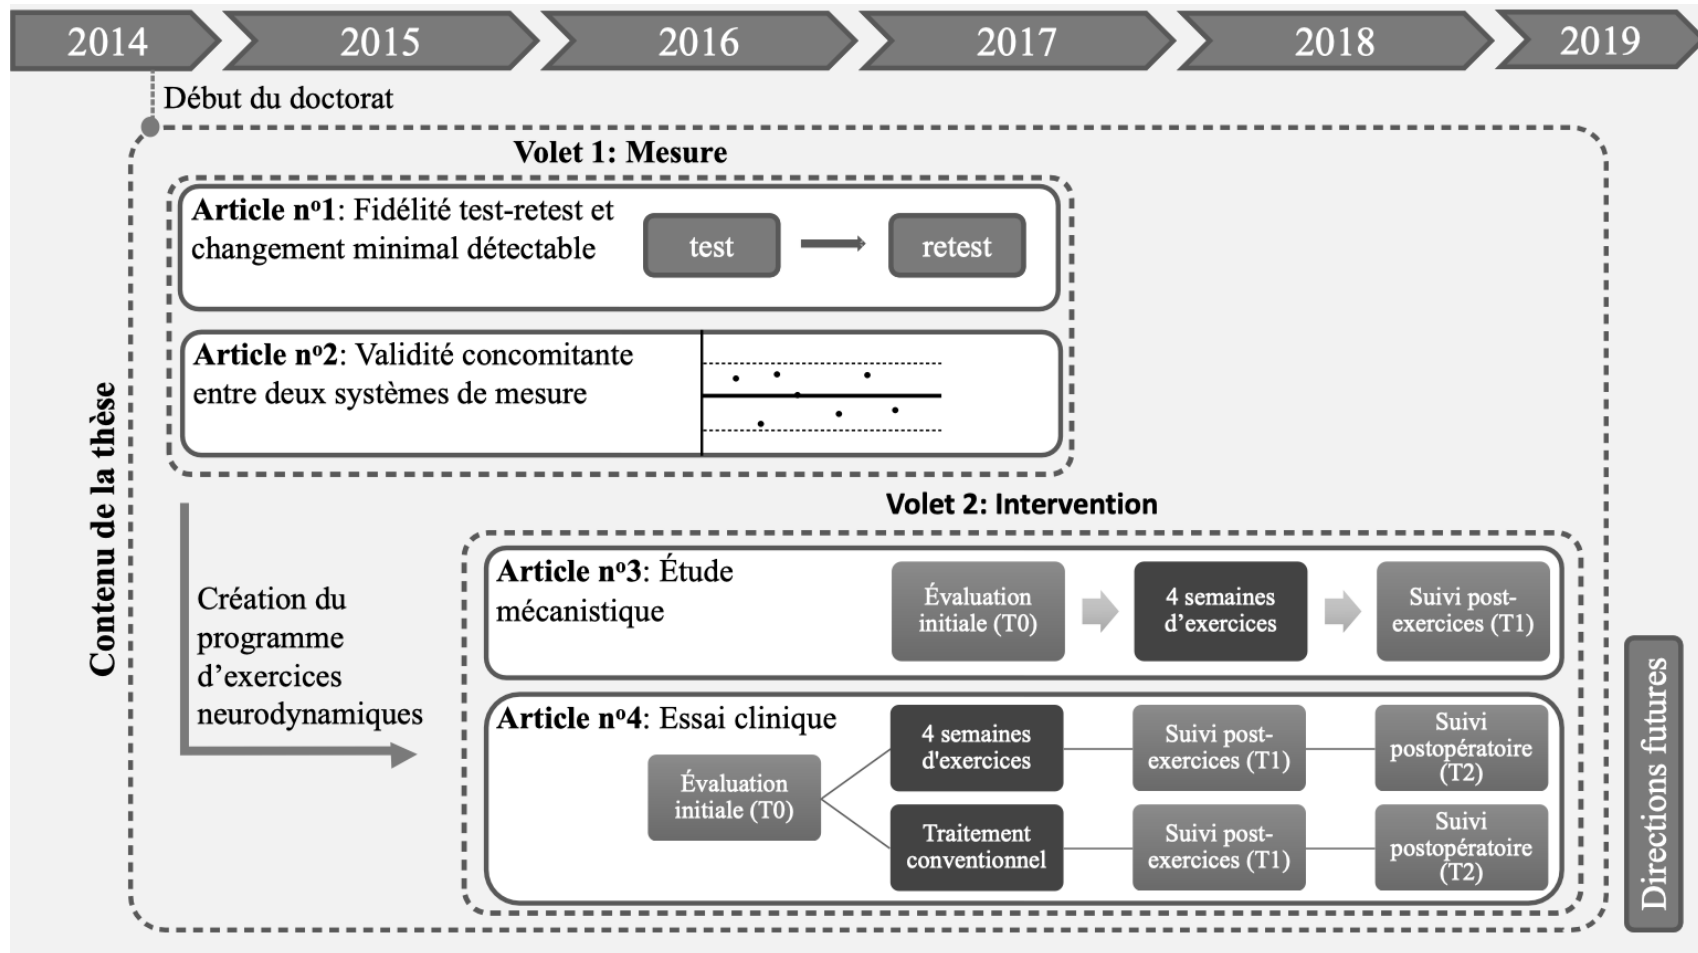 2014 2015 2016 2017 2018 2019
Début du doctorat
Contenu de la thèse
Volet 1: Mesure
Article nº1: Fidélité test-retest et
changement minimal détectable
test
retest
Article nº2: Validité concomitante
entre deux systèmes de mesure
Création du
programme
d’exercices
neurodynamiques
Volet 2: Intervention
Article nº3: Étude
mécanistique
Évaluation
initiale (T0)
4 semaines
d’exercices
Suivi post-
exercices (T1)
Article nº4: Essai clinique
Évaluation
initiale (T0)
4 semaines
d'exercices
Suivi post-
exercices (T1)
Suivi
postopératoire
(T2)
Traitement
conventionnel
Suivi post-
exercices (T1)
Suivi
postopératoire
(T2)
Directions futures